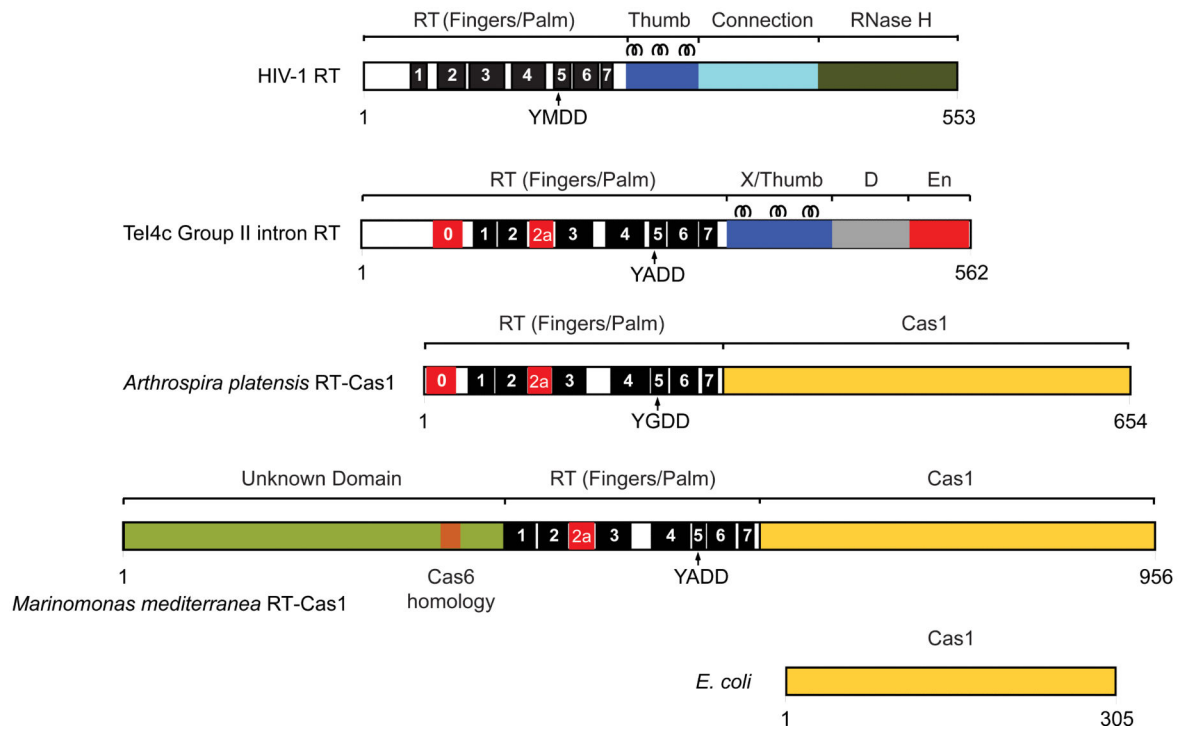 RT (Fingers/Palm) Thumb Connection RNase H
HIV-1 RT 1 2 3 4 5 6 7
YMDD
1 553
RT (Fingers/Palm) X/Thumb D En
TeI4c Group II intron RT 0 1 2 2a 3 4 5 6 7
YADD
1 562
RT (Fingers/Palm) Cas1
Arthrospira platensis RT-Cas1 0 1 2 2a 3 4 5 6 7
YGDD
1 654
Unknown Domain RT (Fingers/Palm) Cas1
1 2 2a 3 4 5 6 7
1 Cas6 homology YADD 956
Marinomonas mediterranea RT-Cas1
Cas1
E. coli
1 305